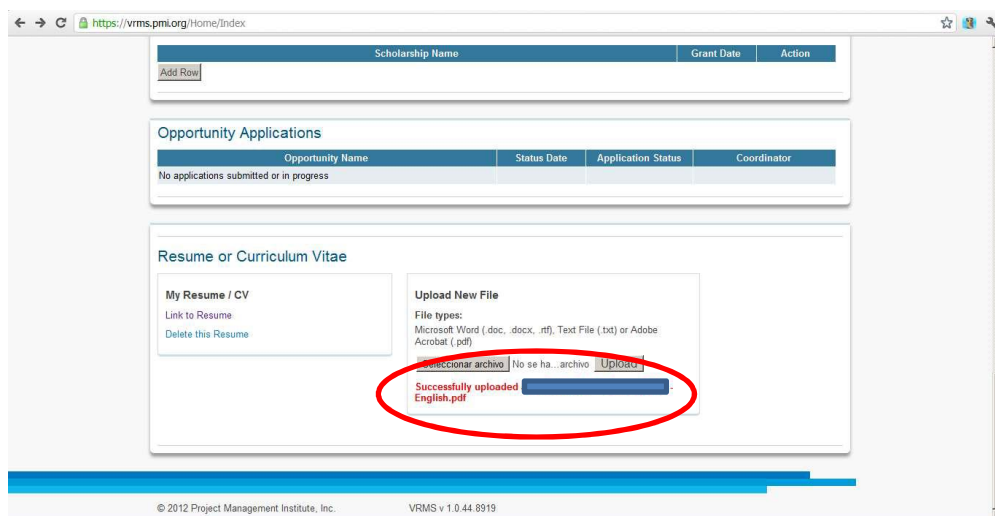 https://vrms.pmi.org/Home/Index
Scholarship Name Grant Date Action
Add Row
Opportunity Applications
Opportunity Name Status Date Application Status Coordinator
No applications submitted or in progress
Resume or Curriculum Vitae
My Resume / CV
Link to Resume
Delete this Resume
Upload New File
File types:
Microsoft Word (.doc, .docx, .rtf), Text File (.txt) or Adobe
Acrobat (.pdf)
Seleccionar archivo No se ha...archivo Upload
Successfully uploaded -
English.pdf
© 2012 Project Management Institute, Inc. VRMS v 1.0.44.8919